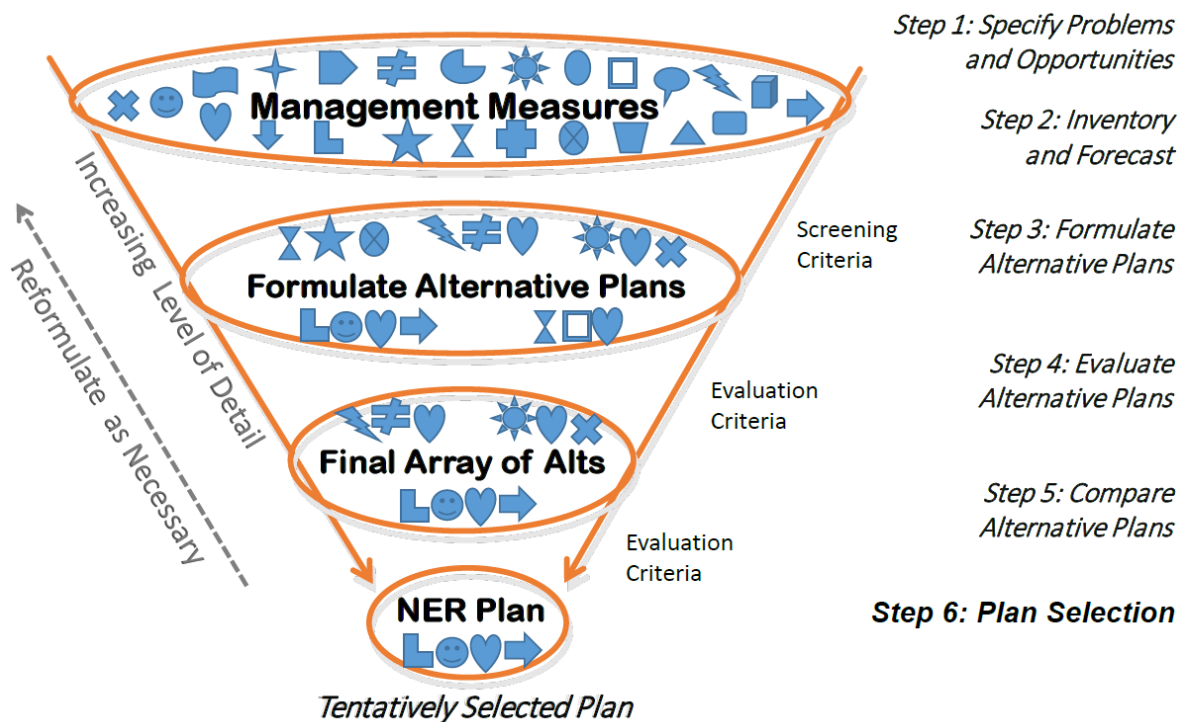 Step 1: Specify Problems
and Opportunities
Management Measures
Step 2: Inventory
and Forecast
Increasing Level of Detail
Reformulate as Necessary
Screening
Criteria
Step 3: Formulate
Alternative Plans
Formulate Alternative Plans
Evaluation
Criteria
Step 4: Evaluate
Alternative Plans
Final Array of Alts
Step 5: Compare
Alternative Plans
Evaluation
Criteria
NER Plan
Step 6: Plan Selection
Tentatively Selected Plan